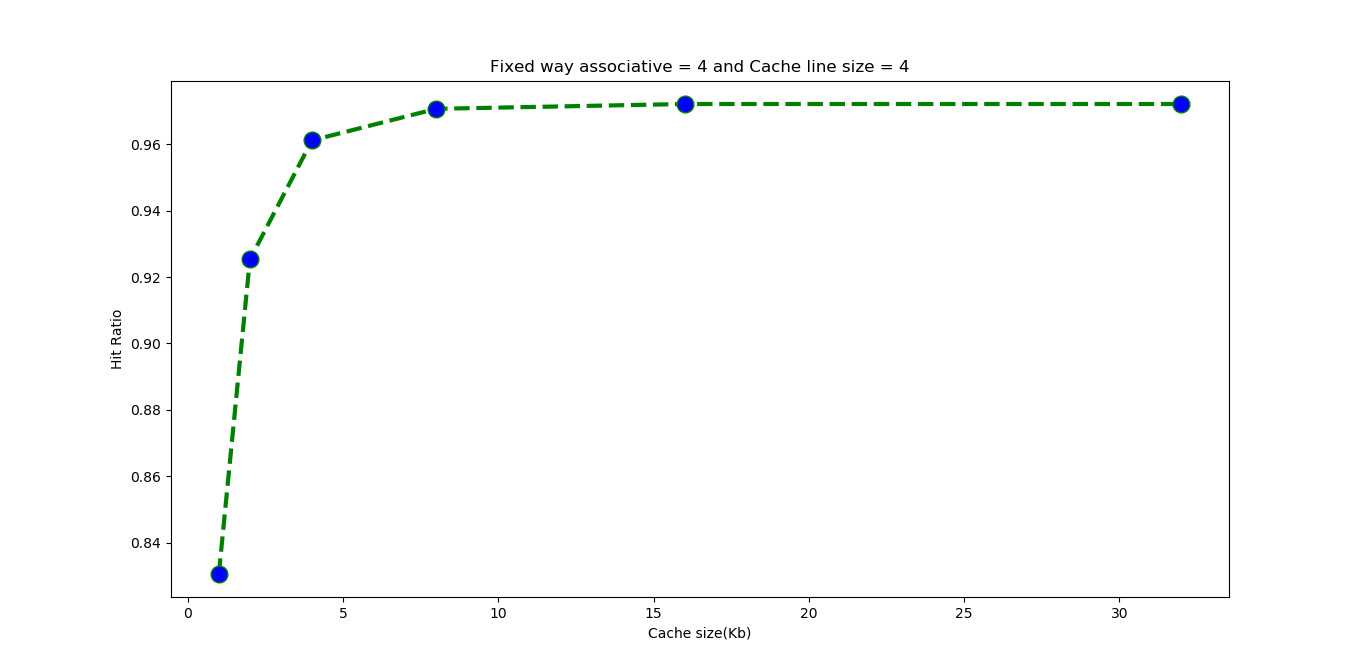 Fixed way associative = 4 and Cache line size = 4
0.96
0.94
0.92
0.90
0.88
0.86
0.84
Hit Ratio
0 5 10 15 20 25 30
Cache size(Kb)